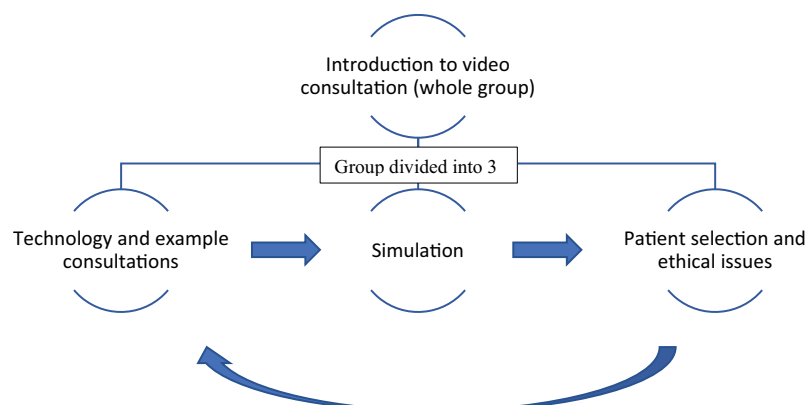 Introduction to video
consultation (whole group)
Group divided into 3
Technology and example
consultations
Simulation
Patient selection and
ethical issues